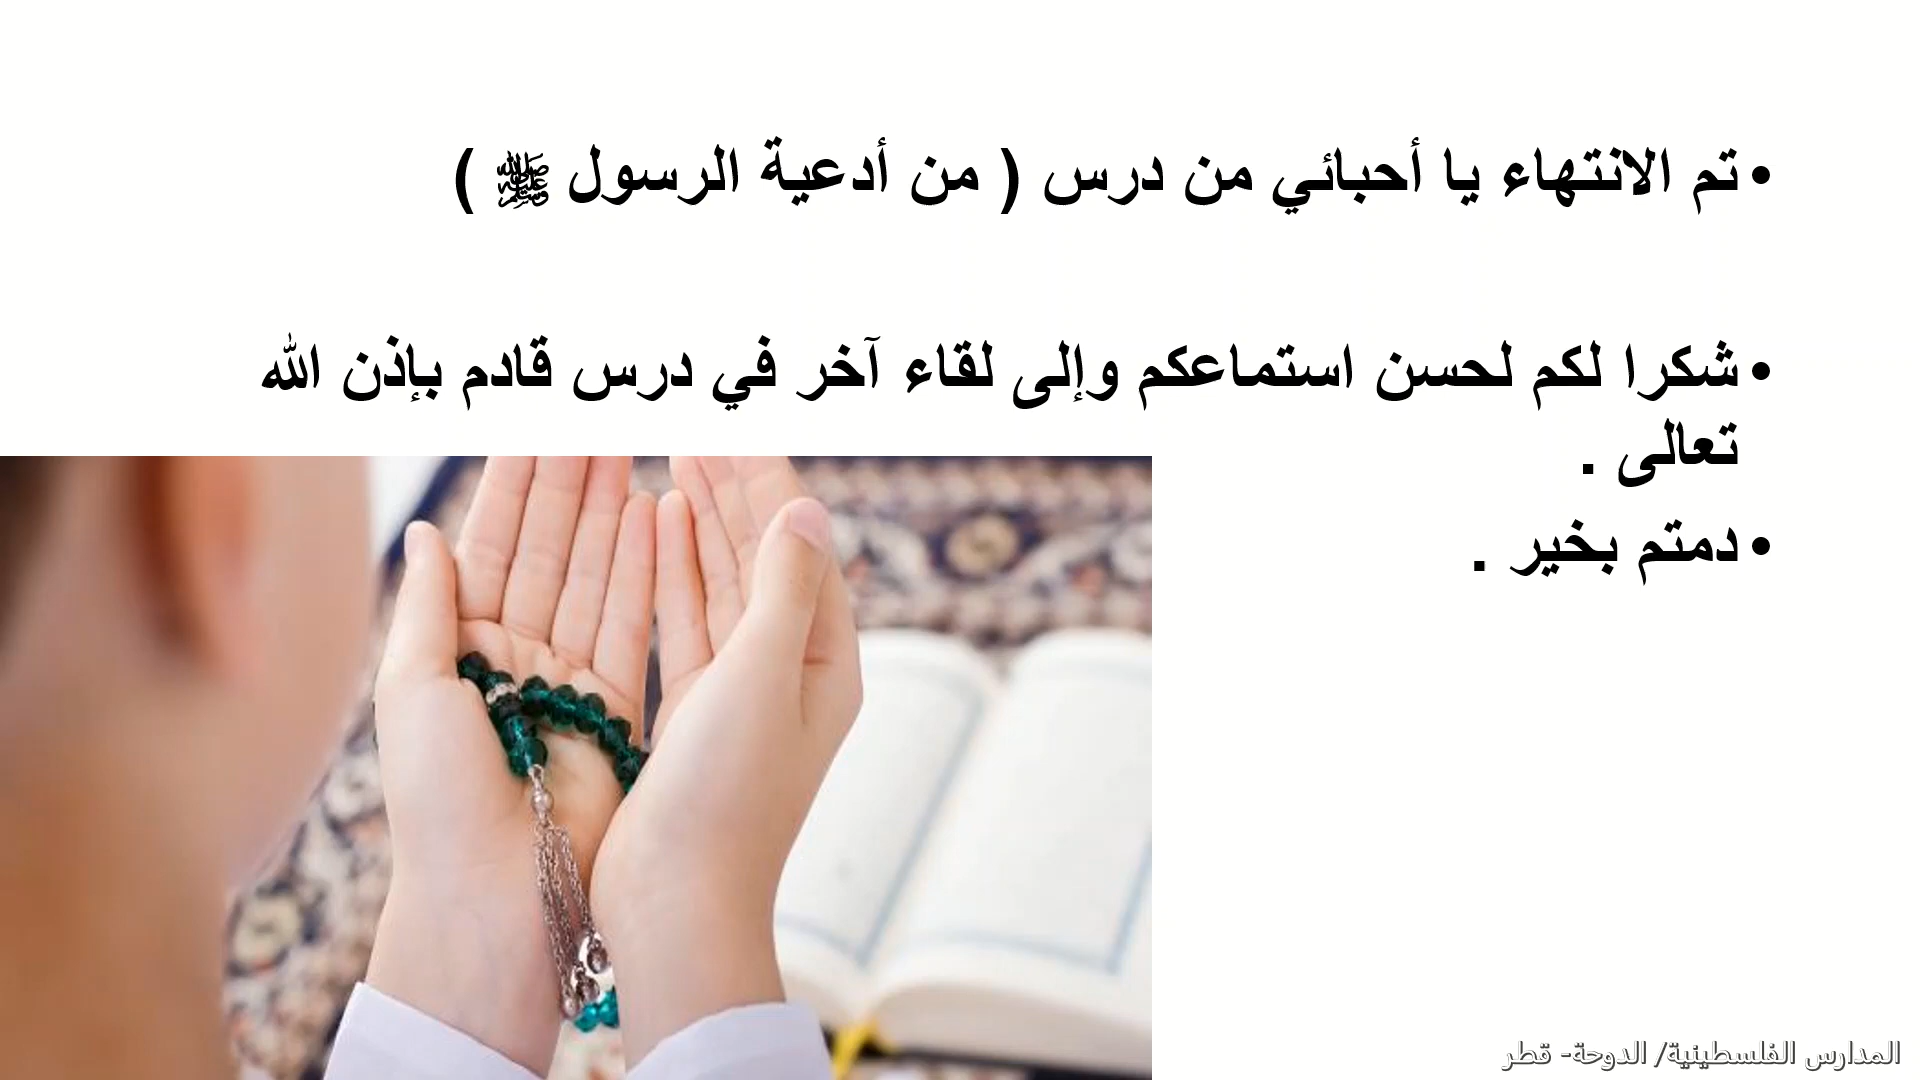 • تم الانتهاء يا أحبائي من درس ( من أدعية الرسول ﷺ )
• شكرا لكم لحسن استماعكم وإلى لقاء آخر في درس قادم بإذن الله
تعالى .
• دمتم بخير .
المدارس الفلسطينية/ الدوحة- قطر